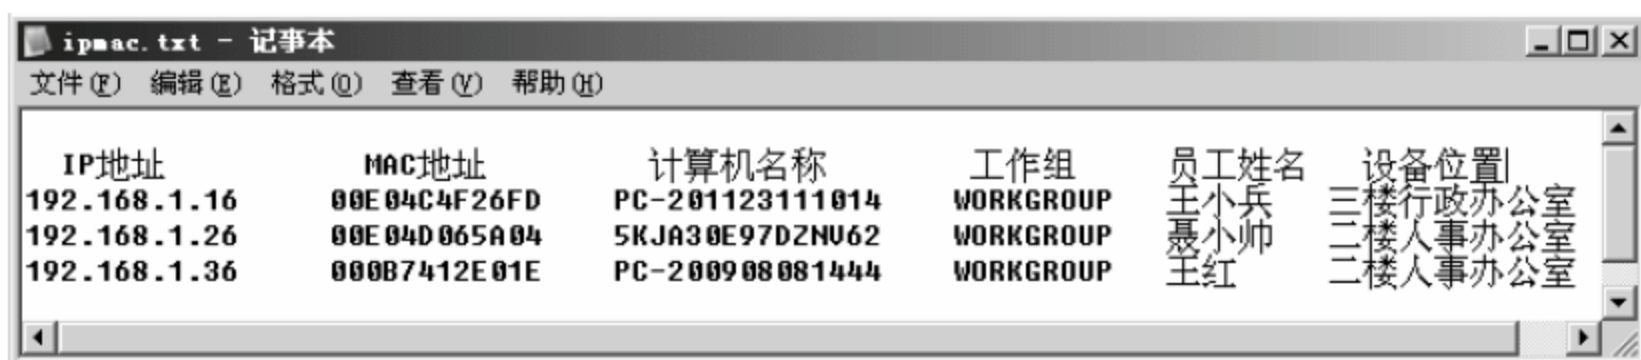 ipmac.txt - 记事本
文件(F) 编辑(E) 格式(O) 查看(V) 帮助(H)
IP地址 MAC地址 计算机名称 工作组 员工姓名 设备位置
192.168.1.16 00E04C4F26FD PC-201123111014 WORKGROUP 王小兵 三楼行政办公室
192.168.1.26 00E04D065A04 5KJA30E97DZNV62 WORKGROUP 聂小帅 二楼人事办公室
192.168.1.36 000B7412E01E PC-200908081444 WORKGROUP 王红 二楼人事办公室